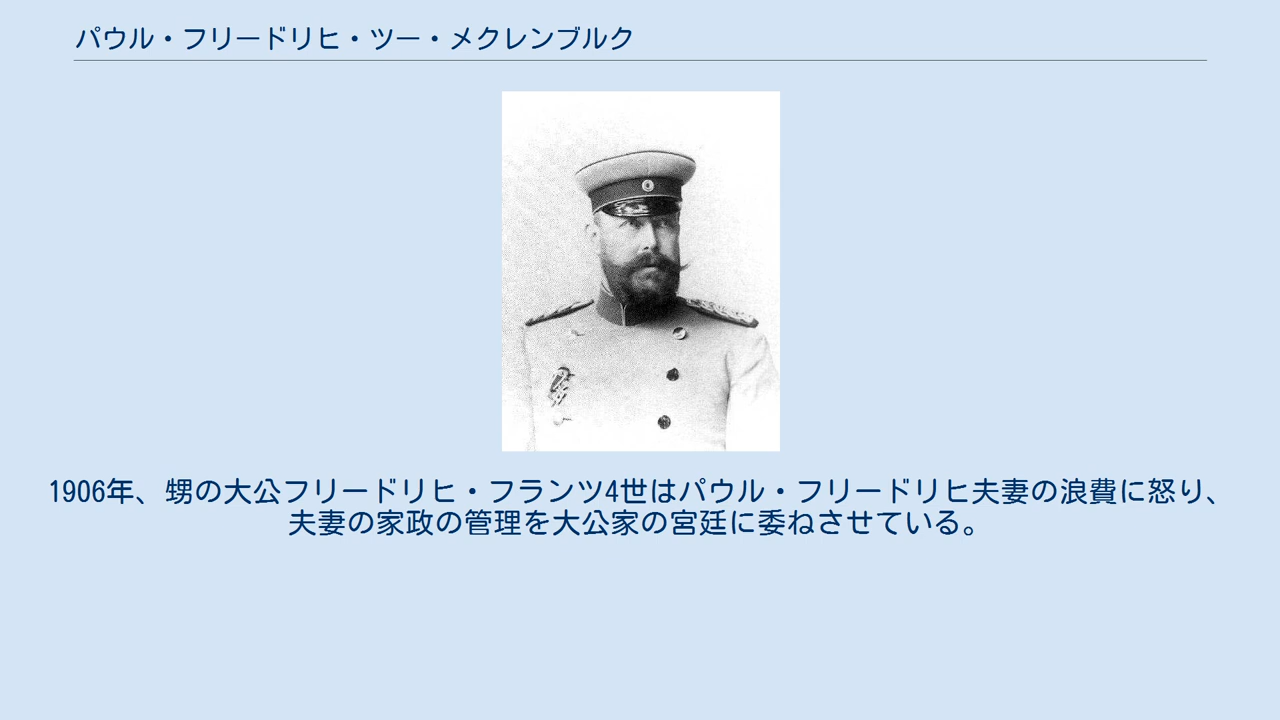 パウル・フリードリヒ・ツー・メクレンブルク
1906年、甥の大公フリードリヒ・フランツ4世はパウル・フリードリヒ夫妻の浪費に怒り、
夫妻の家政の管理を大公家の宮廷に委ねさせている。